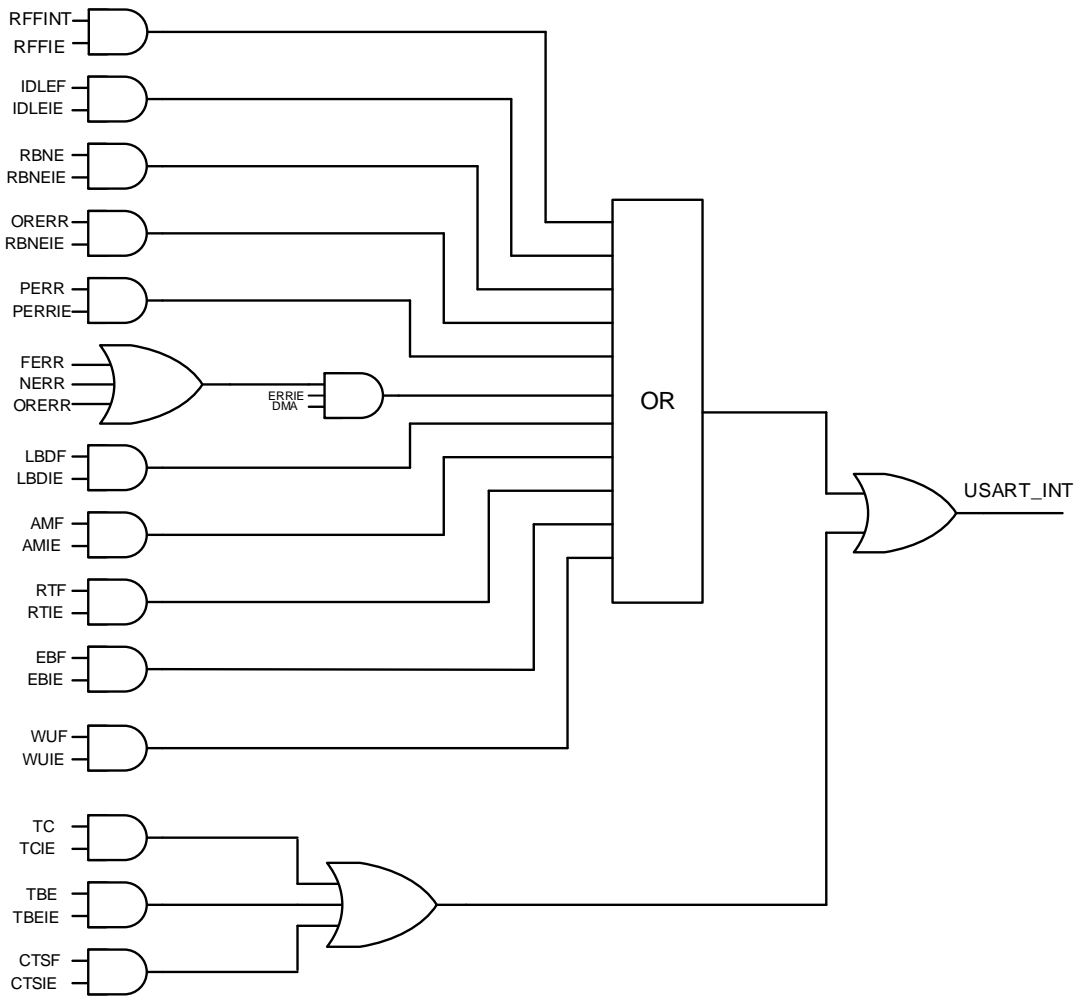 RFFINT
RFFIE
IDLEF
IDLEIE
RBNE
RBNEIE
ORERR
RBNEIE
PERR
PERRIE
FERR
NERR
ORERR
ERRIE
DMA
OR
LBDF
LBDIE
USART_INT
AMF
AMIE
RTF
RTIE
EBF
EBIE
WUF
WUIE
TC
TCIE
TBE
TBEIE
CTSF
CTSIE